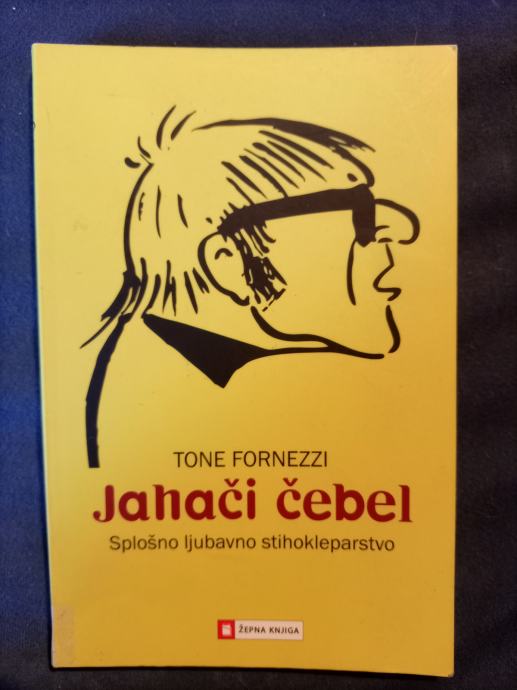 TONE FORNEZZI
Jahači čebel
Splošno ljubavno stihokleparstvo
ŽEPNA KNJIGA